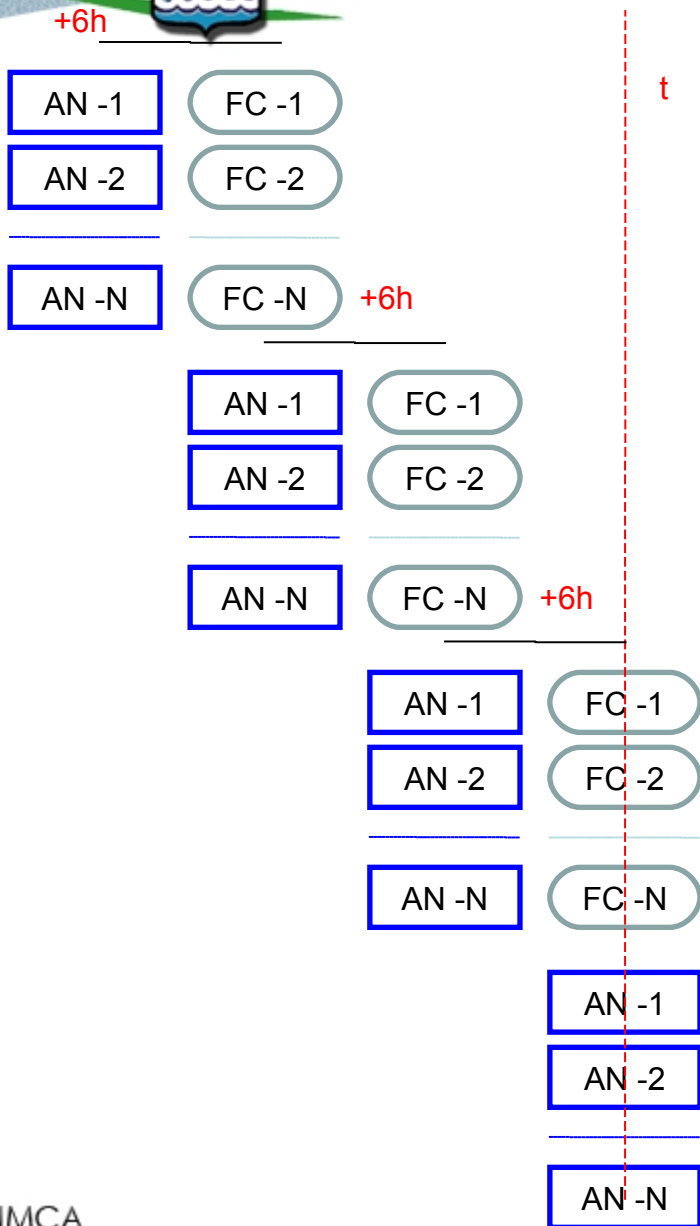 +6h
t
AN -1 FC -1
AN -2 FC -2
AN -N FC -N +6h
AN -1 FC -1
AN -2 FC -2
AN -N FC -N +6h
AN -1 FC -1
AN -2 FC -2
AN -N FC -N
AN -1
AN -2
AN -N
IMCA